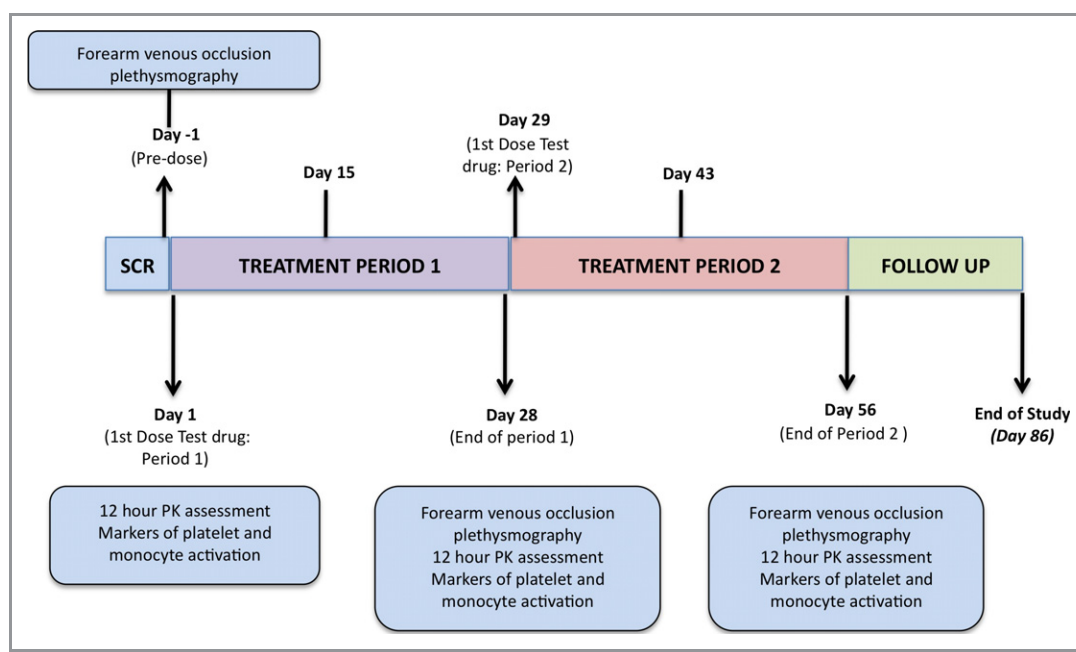 Forearm venous occlusion
plethysmography
Day -1
(Pre-dose)
Day 15
Day 29
(1st Dose Test
drug: Period 2)
Day 43
SCR
TREATMENT PERIOD 1
TREATMENT PERIOD 2
FOLLOW UP
Day 1
(1st Dose Test drug:
Period 1)
Day 28
(End of period 1)
Day 56
(End of Period 2 )
End of Study
(Day 86)
12 hour PK assessment
Markers of platelet and
monocyte activation
Forearm venous occlusion
plethysmography
12 hour PK assessment
Markers of platelet and
monocyte activation
Forearm venous occlusion
plethysmography
12 hour PK assessment
Markers of platelet and
monocyte activation